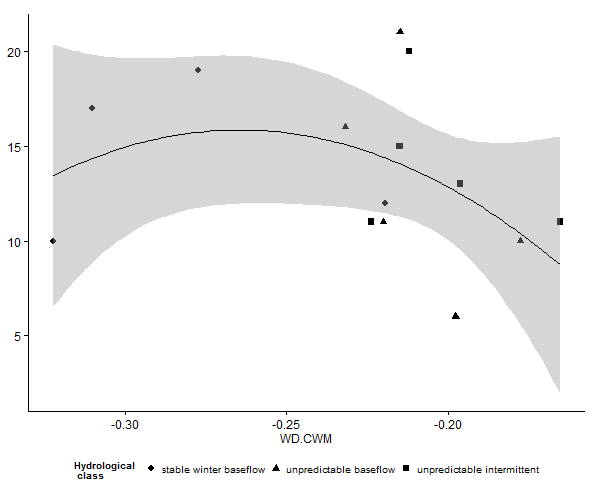 20
15
10
5
-0.30 -0.25 -0.20
WD.CWM
Hydrological
class
stable winter baseflow unpredictable baseflow unpredictable intermittent